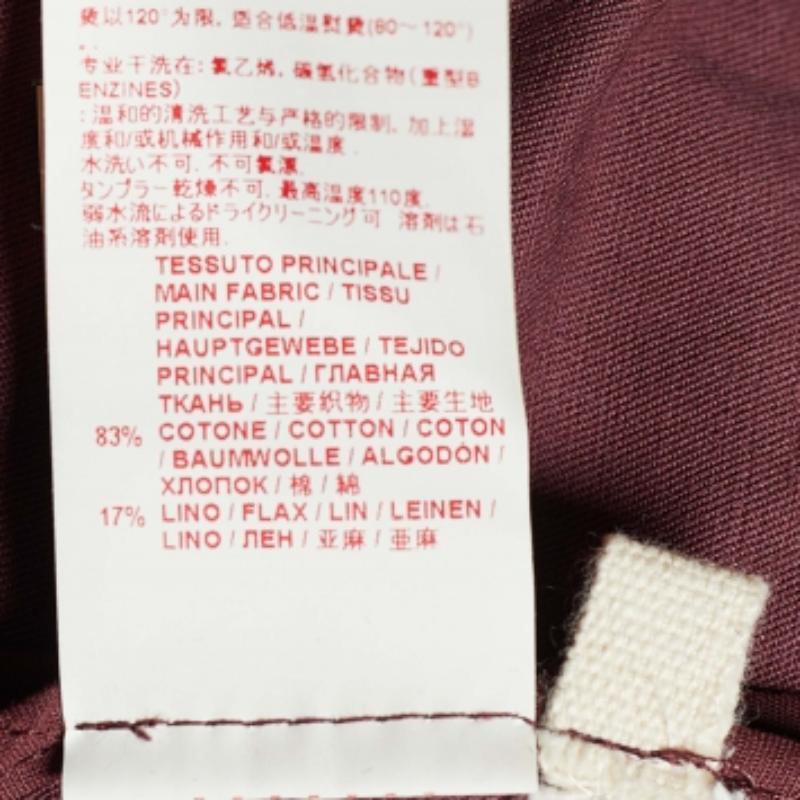 烫以120°为限, 适合低温熨烫(80~120°)
专业干洗在: 氯乙烯, 碳氢化合物(重型B
ENZINES)
: 温和的清洗工艺与严格的限制, 加上湿
度和/或机械作用和/或温度.
水洗い不可, 不可氯漂,
タンプラー乾燥不可, 最高温度110度,
弱水流によるドライクリーニング可 溶剤は石
油系溶剤使用.
TESSUTO PRINCIPALE /
MAIN FABRIC / TISSU
PRINCIPAL /
HAUPTGEWEBE / TEJIDO
PRINCIPAL / ГЛАВНАЯ
ТКАНЬ / 主要织物 / 主要生地
83% COTONE / COTTON / COTON
/ BAUMWOLLE / ALGODÓN /
ХЛОПОК / 棉 / 綿
17% LINO / FLAX / LIN / LEINEN /
LINO / ЛЕН / 亚麻 / 亜麻